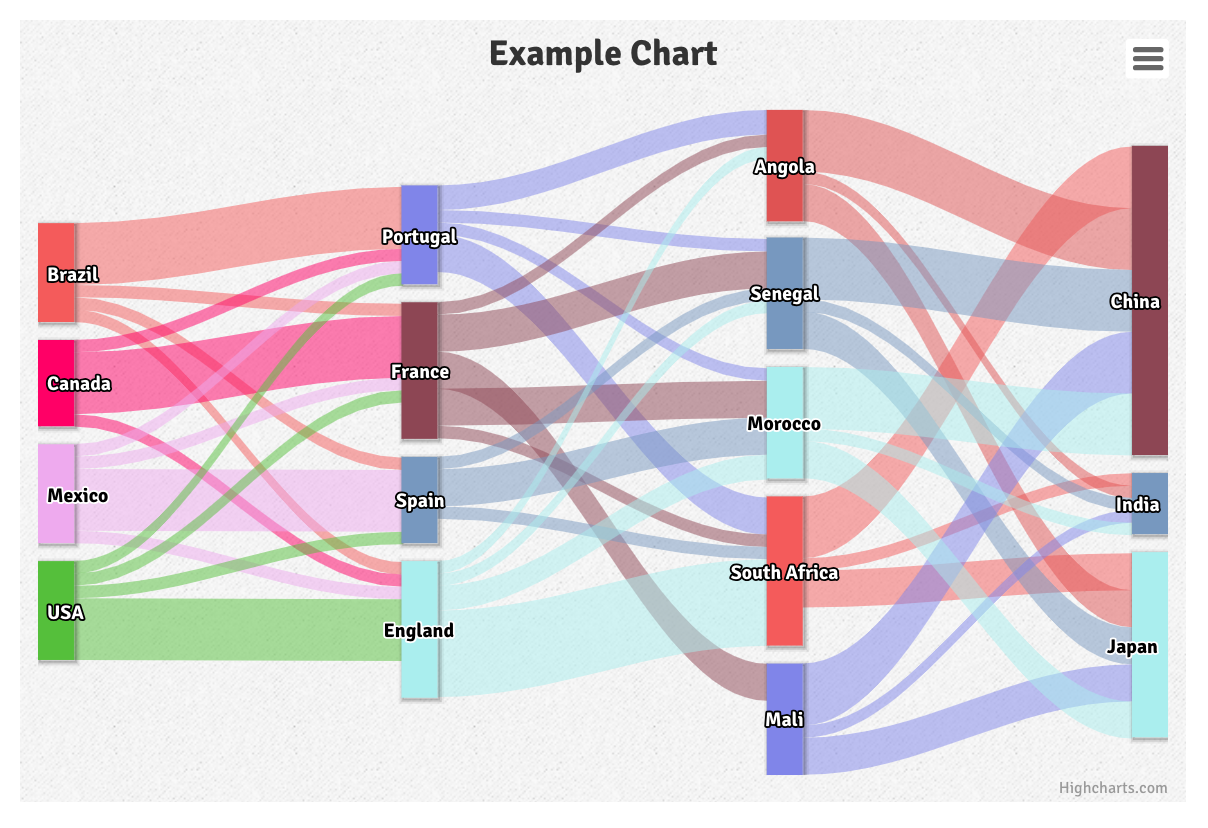 Example Chart
Brazil
Canada
Mexico
USA
Portugal
France
Spain
England
Angola
Senegal
Morocco
South Africa
Mali
China
India
Japan
Highcharts.com